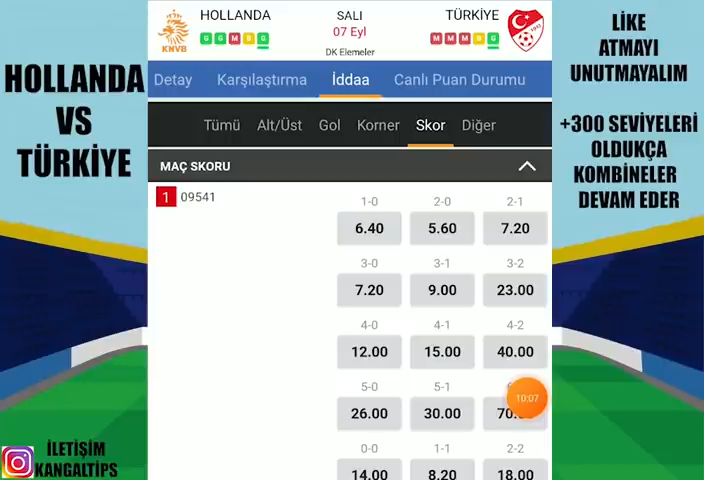 HOLLANDA
VS
TÜRKİYE
KNVB
HOLLANDA
G G M B G
SALI
07 Eyl
DK Elemeler
TÜRKİYE
M M M B G
Detay Karşılaştırma İddaa Canlı Puan Durumu
Tümü Alt/Üst Gol Korner Skor Diğer
MAÇ SKORU
1 09541
1-0 2-0 2-1
6.40 5.60 7.20
3-0 3-1 3-2
7.20 9.00 23.00
4-0 4-1 4-2
12.00 15.00 40.00
5-0 5-1
26.00 30.00
10:07
0-0 1-1 2-2
14.00 8.20 18.00
LİKE
ATMAYI
UNUTMAYALIM
+300 SEVİYELERİ
OLDUKÇA
KOMBİNELER
DEVAM EDER
İLETİŞİM
KANGALTİPS